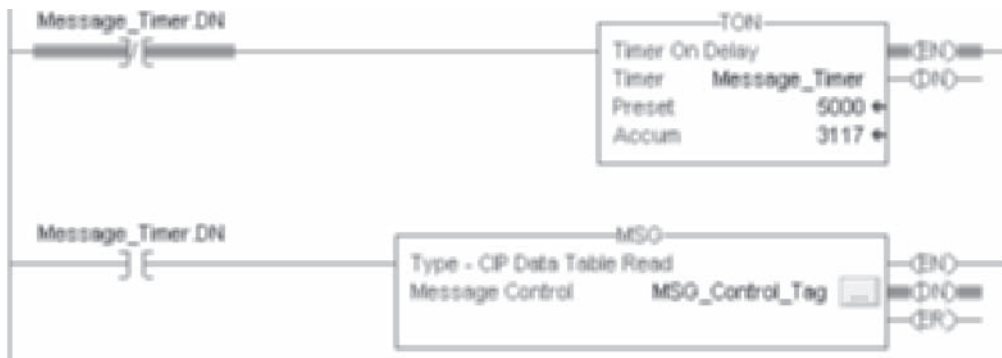 Message_Timer.DN
TON
Timer On Delay
EN
Timer Message_Timer
DN
Preset 5000
Accum 3117
Message_Timer.DN
MSG
Type - CIP Data Table Read
EN
Message Control MSG_Control_Tag ...
DN
ER